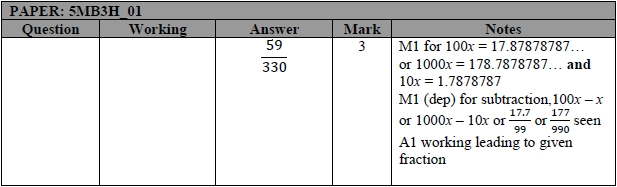 PAPER: 5MB3H_01
Question Working Answer Mark Notes
59/330 3 M1 for 100x = 17.87878787…
or 1000x = 178.7878787… and
10x = 1.7878787
M1 (dep) for subtraction,100x – x
or 1000x – 10x or 17.7/99 or 177/990 seen
A1 working leading to given
fraction